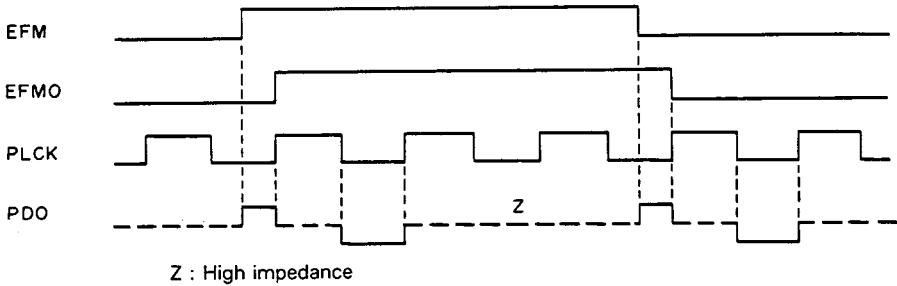 EFM
EFMO
PLCK
PDO
Z
Z : High impedance